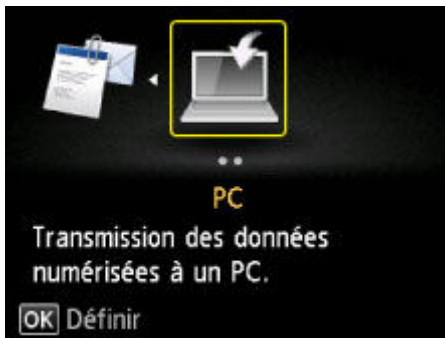 PC
Transmission des données
numérisées à un PC.
OK Définir